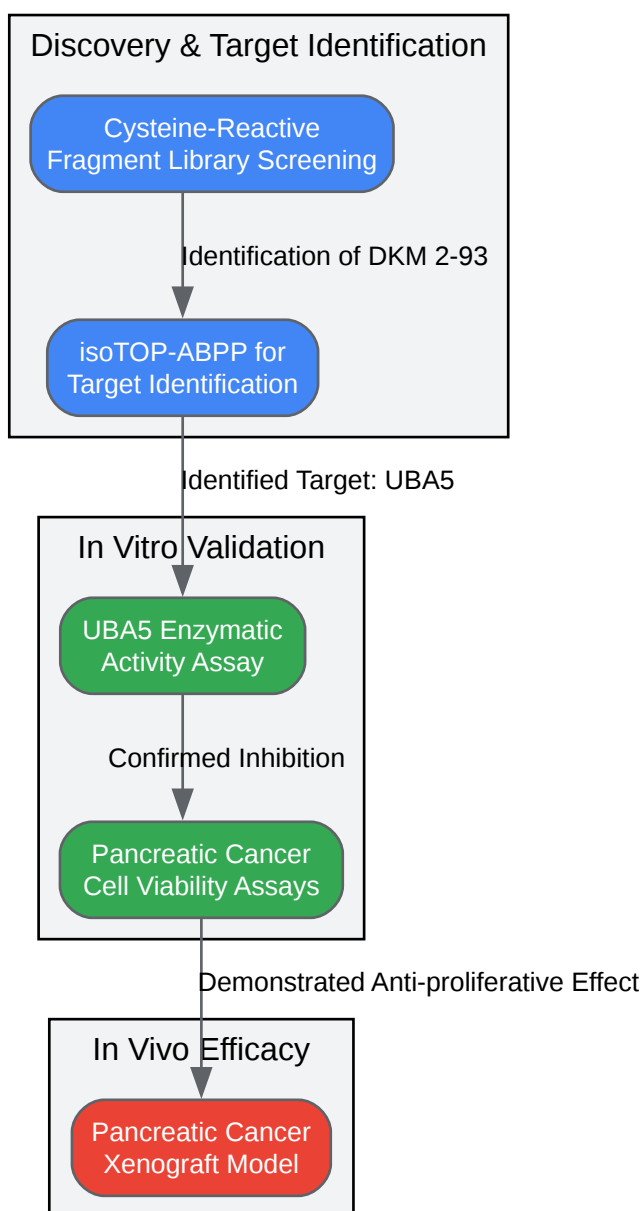 Discovery & Target Identification
Cysteine-Reactive
Fragment Library Screening
Identification of DKM 2-93
isoTOP-ABPP for
Target Identification
Identified Target: UBA5
In Vitro Validation
UBA5 Enzymatic
Activity Assay
Confirmed Inhibition
Pancreatic Cancer
Cell Viability Assays
Demonstrated Anti-proliferative Effect
In Vivo Efficacy
Pancreatic Cancer
Xenograft Model